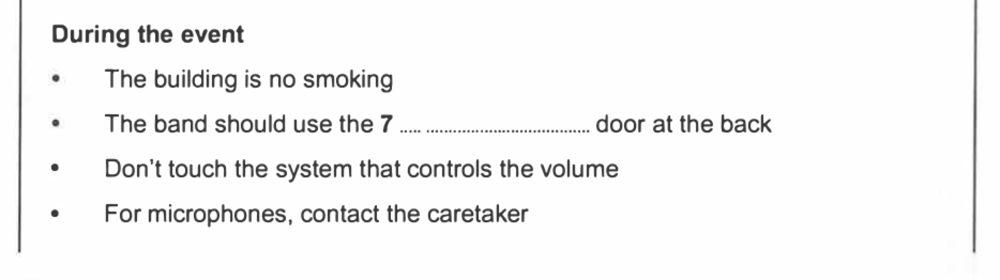 During the event
• The building is no smoking
• The band should use the 7 ..... .................................... door at the back
• Don't touch the system that controls the volume
• For microphones, contact the caretaker